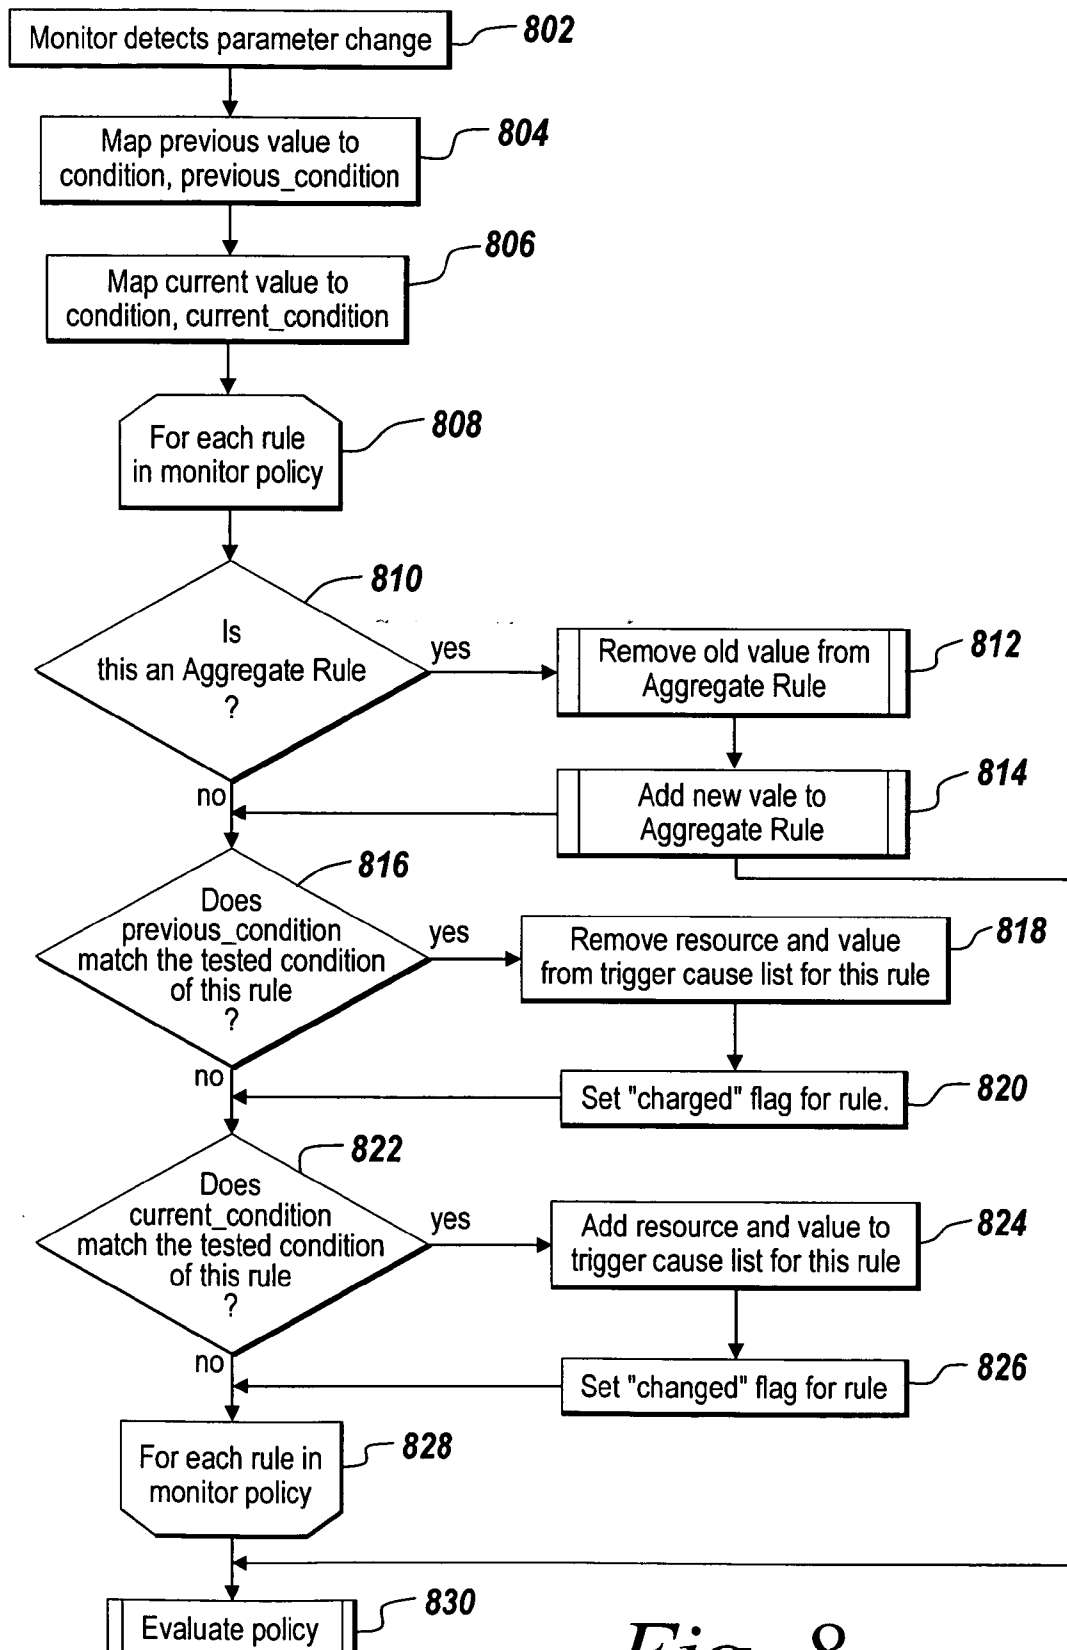 Monitor detects parameter change
802
Map previous value to
condition, previous_condition
804
Map current value to
condition, current_condition
806
For each rule
in monitor policy
808
Is
this an Aggregate Rule
?
810
yes
no
Remove old value from
Aggregate Rule
812
Add new vale to
Aggregate Rule
814
Does
previous_condition
match the tested condition
of this rule
?
816
yes
no
Remove resource and value
from trigger cause list for this rule
818
Set "charged" flag for rule.
820
Does
current_condition
match the tested condition
of this rule
?
822
yes
no
Add resource and value to
trigger cause list for this rule
824
Set "changed" flag for rule
826
For each rule in
monitor policy
828
Evaluate policy
830
Fig. 8